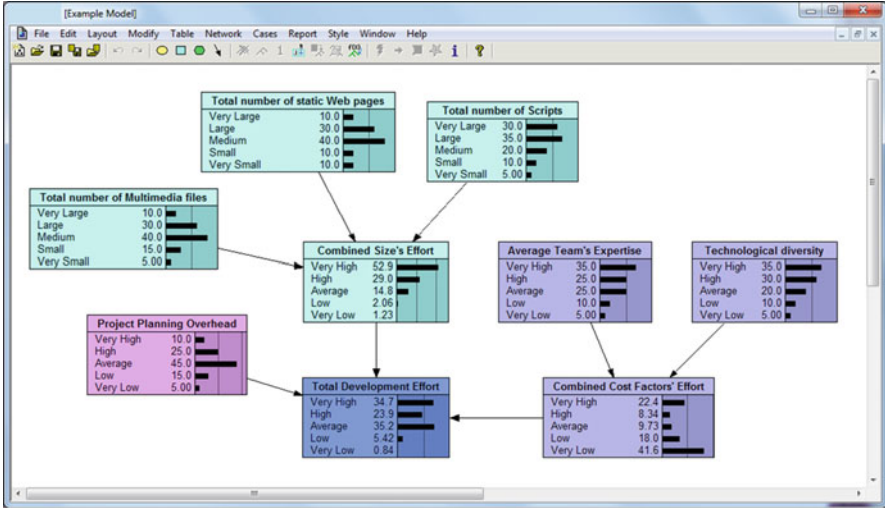 [Example Model]
File Edit Layout Modify Table Network Cases Report Style Window Help
Total number of static Web pages
Very Large 10.0
Large 30.0
Medium 40.0
Small 10.0
Very Small 10.0
Total number of Scripts
Very Large 30.0
Large 35.0
Medium 20.0
Small 10.0
Very Small 5.00
Total number of Multimedia files
Very Large 10.0
Large 30.0
Medium 40.0
Small 15.0
Very Small 5.00
Combined Size's Effort
Very High 52.9
High 29.0
Average 14.8
Low 2.06
Very Low 1.23
Average Team's Expertise
Very High 35.0
High 25.0
Average 25.0
Low 10.0
Very Low 5.00
Technological diversity
Very High 35.0
High 30.0
Average 20.0
Low 10.0
Very Low 5.00
Project Planning Overhead
Very High 10.0
High 25.0
Average 45.0
Low 15.0
Very Low 5.00
Total Development Effort
Very High 34.7
High 23.9
Average 35.2
Low 5.42
Very Low 0.84
Combined Cost Factors' Effort
Very High 22.4
High 8.34
Average 9.73
Low 18.0
Very Low 41.6